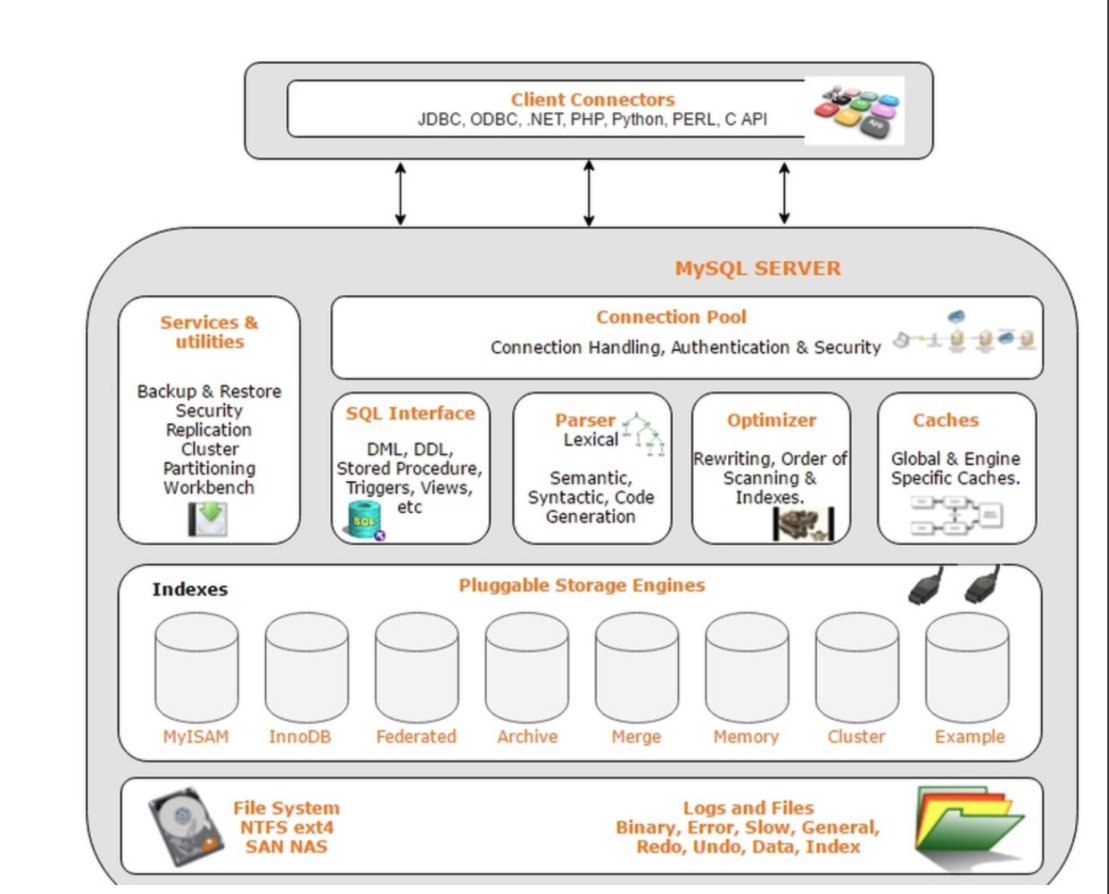 Client Connectors
JDBC, ODBC, .NET, PHP, Python, PERL, C API
MySQL SERVER
Services &
utilities
Backup & Restore
Security
Replication
Cluster
Partitioning
Workbench
Connection Pool
Connection Handling, Authentication & Security
SQL Interface
DML, DDL,
Stored Procedure,
Triggers, Views,
etc
SQL
Parser
Lexical
Semantic,
Syntactic, Code
Generation
Optimizer
Rewriting, Order of
Scanning &
Indexes.
Caches
Global & Engine
Specific Caches.
Indexes
Pluggable Storage Engines
MyISAM
InnoDB
Federated
Archive
Merge
Memory
Cluster
Example
File System
NTFS ext4
SAN NAS
Logs and Files
Binary, Error, Slow, General,
Redo, Undo, Data, Index